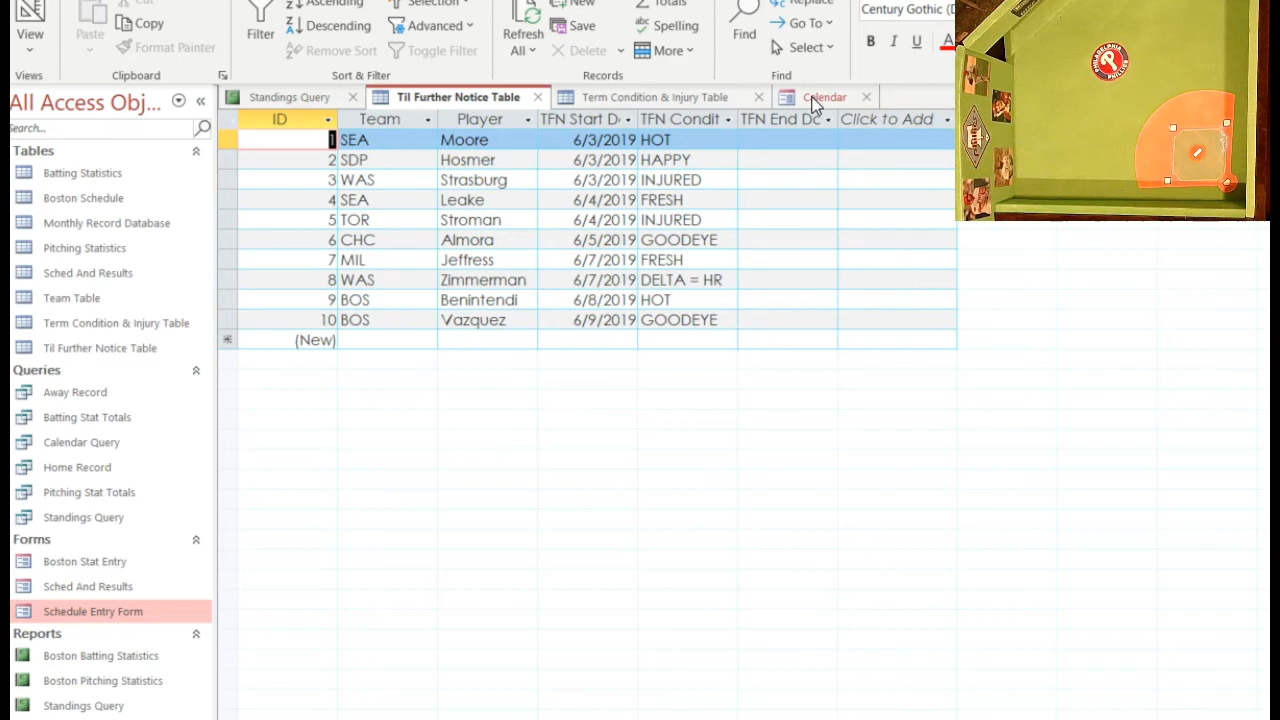 Cut Ascending Selection New Totals Replace
View Paste Copy Filter Descending Advanced Refresh All Save Spelling Find Go To Century Gothic (D
Format Painter Remove Sort Toggle Filter Delete More Select B I U A
Views Clipboard Sort & Filter Records Find
All Access Obj...
Standings Query Til Further Notice Table Term Condition & Injury Table Calendar
Search...
ID Team Player TFN Start D TFN Condit TFN End Dc Click to Add
1 SEA Moore 6/3/2019 HOT
2 SDP Hosmer 6/3/2019 HAPPY
3 WAS Strasburg 6/3/2019 INJURED
4 SEA Leake 6/4/2019 FRESH
5 TOR Stroman 6/4/2019 INJURED
6 CHC Almora 6/5/2019 GOODEYE
7 MIL Jeffress 6/7/2019 FRESH
8 WAS Zimmerman 6/7/2019 DELTA = HR
9 BOS Benintendi 6/8/2019 HOT
10 BOS Vazquez 6/9/2019 GOODEYE
(New)
Tables
Batting Statistics
Boston Schedule
Monthly Record Database
Pitching Statistics
Sched And Results
Team Table
Term Condition & Injury Table
Til Further Notice Table
Queries
Away Record
Batting Stat Totals
Calendar Query
Home Record
Pitching Stat Totals
Standings Query
Forms
Boston Stat Entry
Sched And Results
Schedule Entry Form
Reports
Boston Batting Statistics
Boston Pitching Statistics
Standings Query
PHILADELPHIA
P
PHILLIES